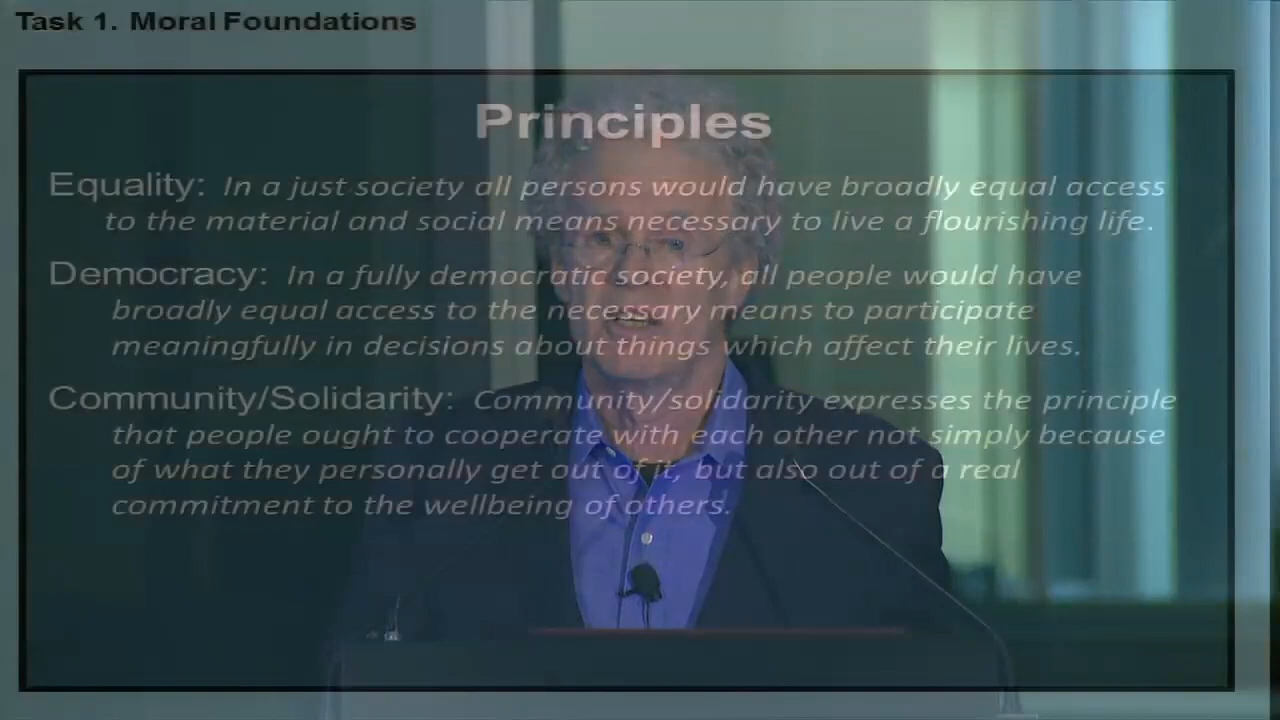 Task 1. Moral Foundations
Principles
Equality: In a just society all persons would have broadly equal access
to the material and social means necessary to live a flourishing life.
Democracy: In a fully democratic society, all people would have
broadly equal access to the necessary means to participate
meaningfully in decisions about things which affect their lives.
Community/Solidarity: Community/solidarity expresses the principle
that people ought to cooperate with each other not simply because
of what they personally get out of it, but also out of a real
commitment to the wellbeing of others.